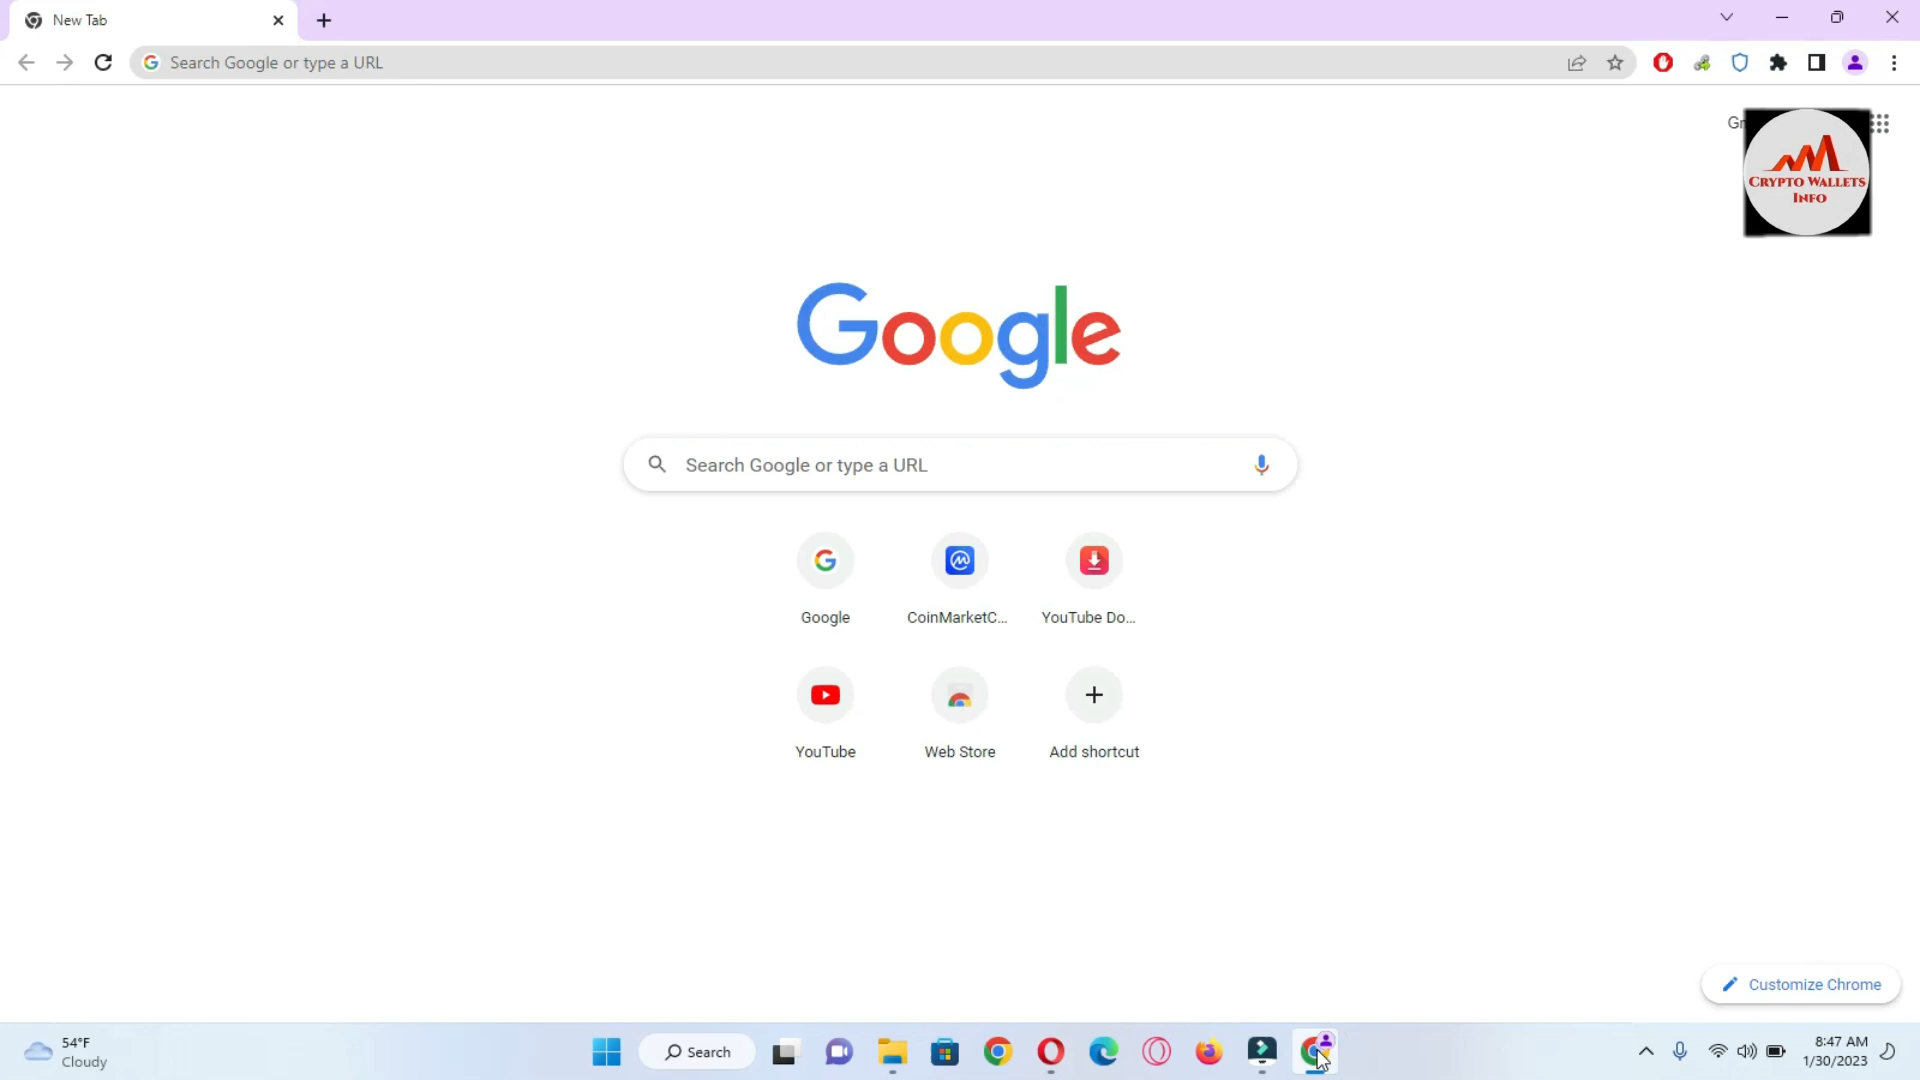 New Tab
Search Google or type a URL
CRYPTO WALLETS
INFO
Google
Search Google or type a URL
Google
CoinMarketC...
YouTube Do...
YouTube
Web Store
Add shortcut
Customize Chrome
54°F
Cloudy
Search
8:47 AM
1/30/2023